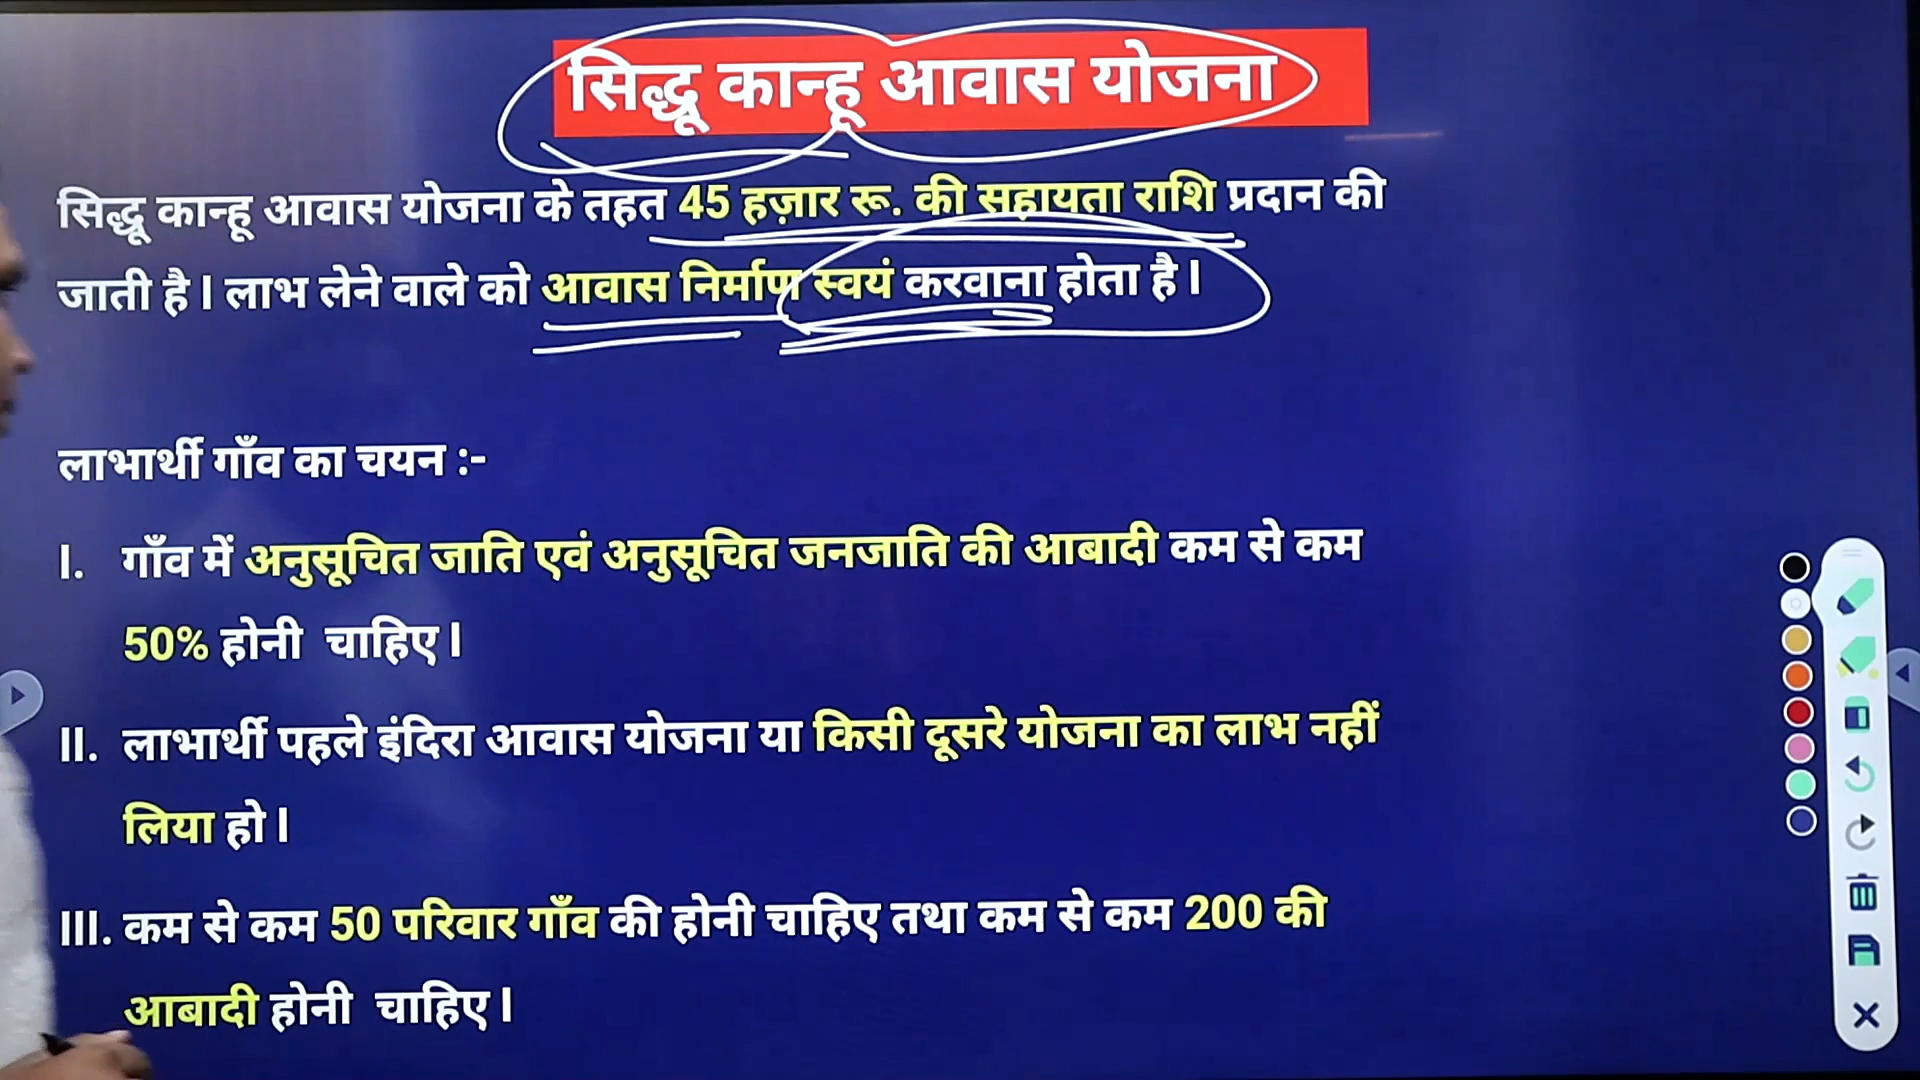 सिद्धू कान्हू आवास योजना
सिद्धू कान्हू आवास योजना के तहत 45 हज़ार रू. की सहायता राशि प्रदान की
जाती है। लाभ लेने वाले को आवास निर्माण स्वयं करवाना होता है।
लाभार्थी गाँव का चयन :-
I. गाँव में अनुसूचित जाति एवं अनुसूचित जनजाति की आबादी कम से कम
50% होनी चाहिए।
II. लाभार्थी पहले इंदिरा आवास योजना या किसी दूसरे योजना का लाभ नहीं
लिया हो।
III. कम से कम 50 परिवार गाँव की होनी चाहिए तथा कम से कम 200 की
आबादी होनी चाहिए।